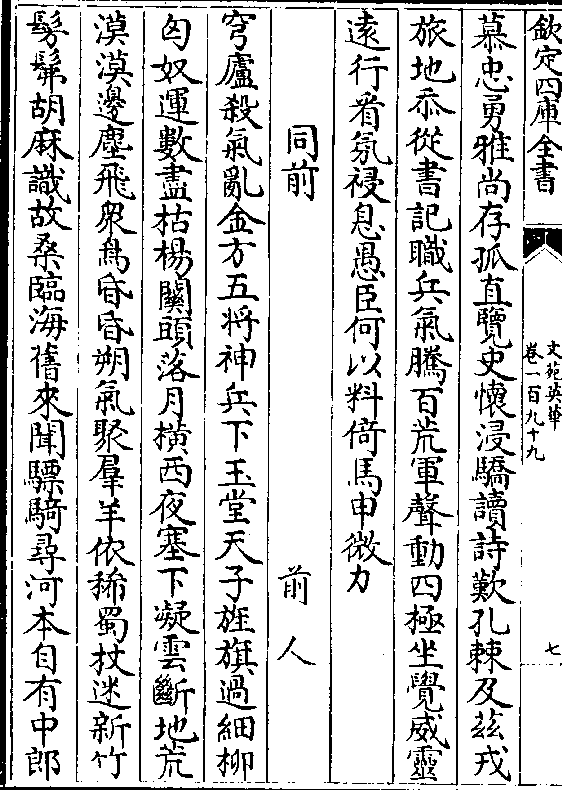 欽定四庫全書
文苑英華
卷一百九十九
七
慕忠勇雅尚存孤直覽史懷浸驕讀詩歎孔棘及茲戎
旅地忝從書記職兵氣騰百荒軍聲動四極坐覺威靈
遠行看氛祲息愚臣何以料倚馬申微力
同前 前人
穹廬殺氣亂金方五將神兵下玉堂天子旌旗過細柳
匈奴運數盡枯楊關頭落月橫西夜塞下凝雲斷地荒
漠漠邊塵飛衆鳥昏昏朔氣聚羣羊依稀蜀杖迷新竹
髣髴胡麻識故桑臨海舊來聞驃騎尋河本自有中郎